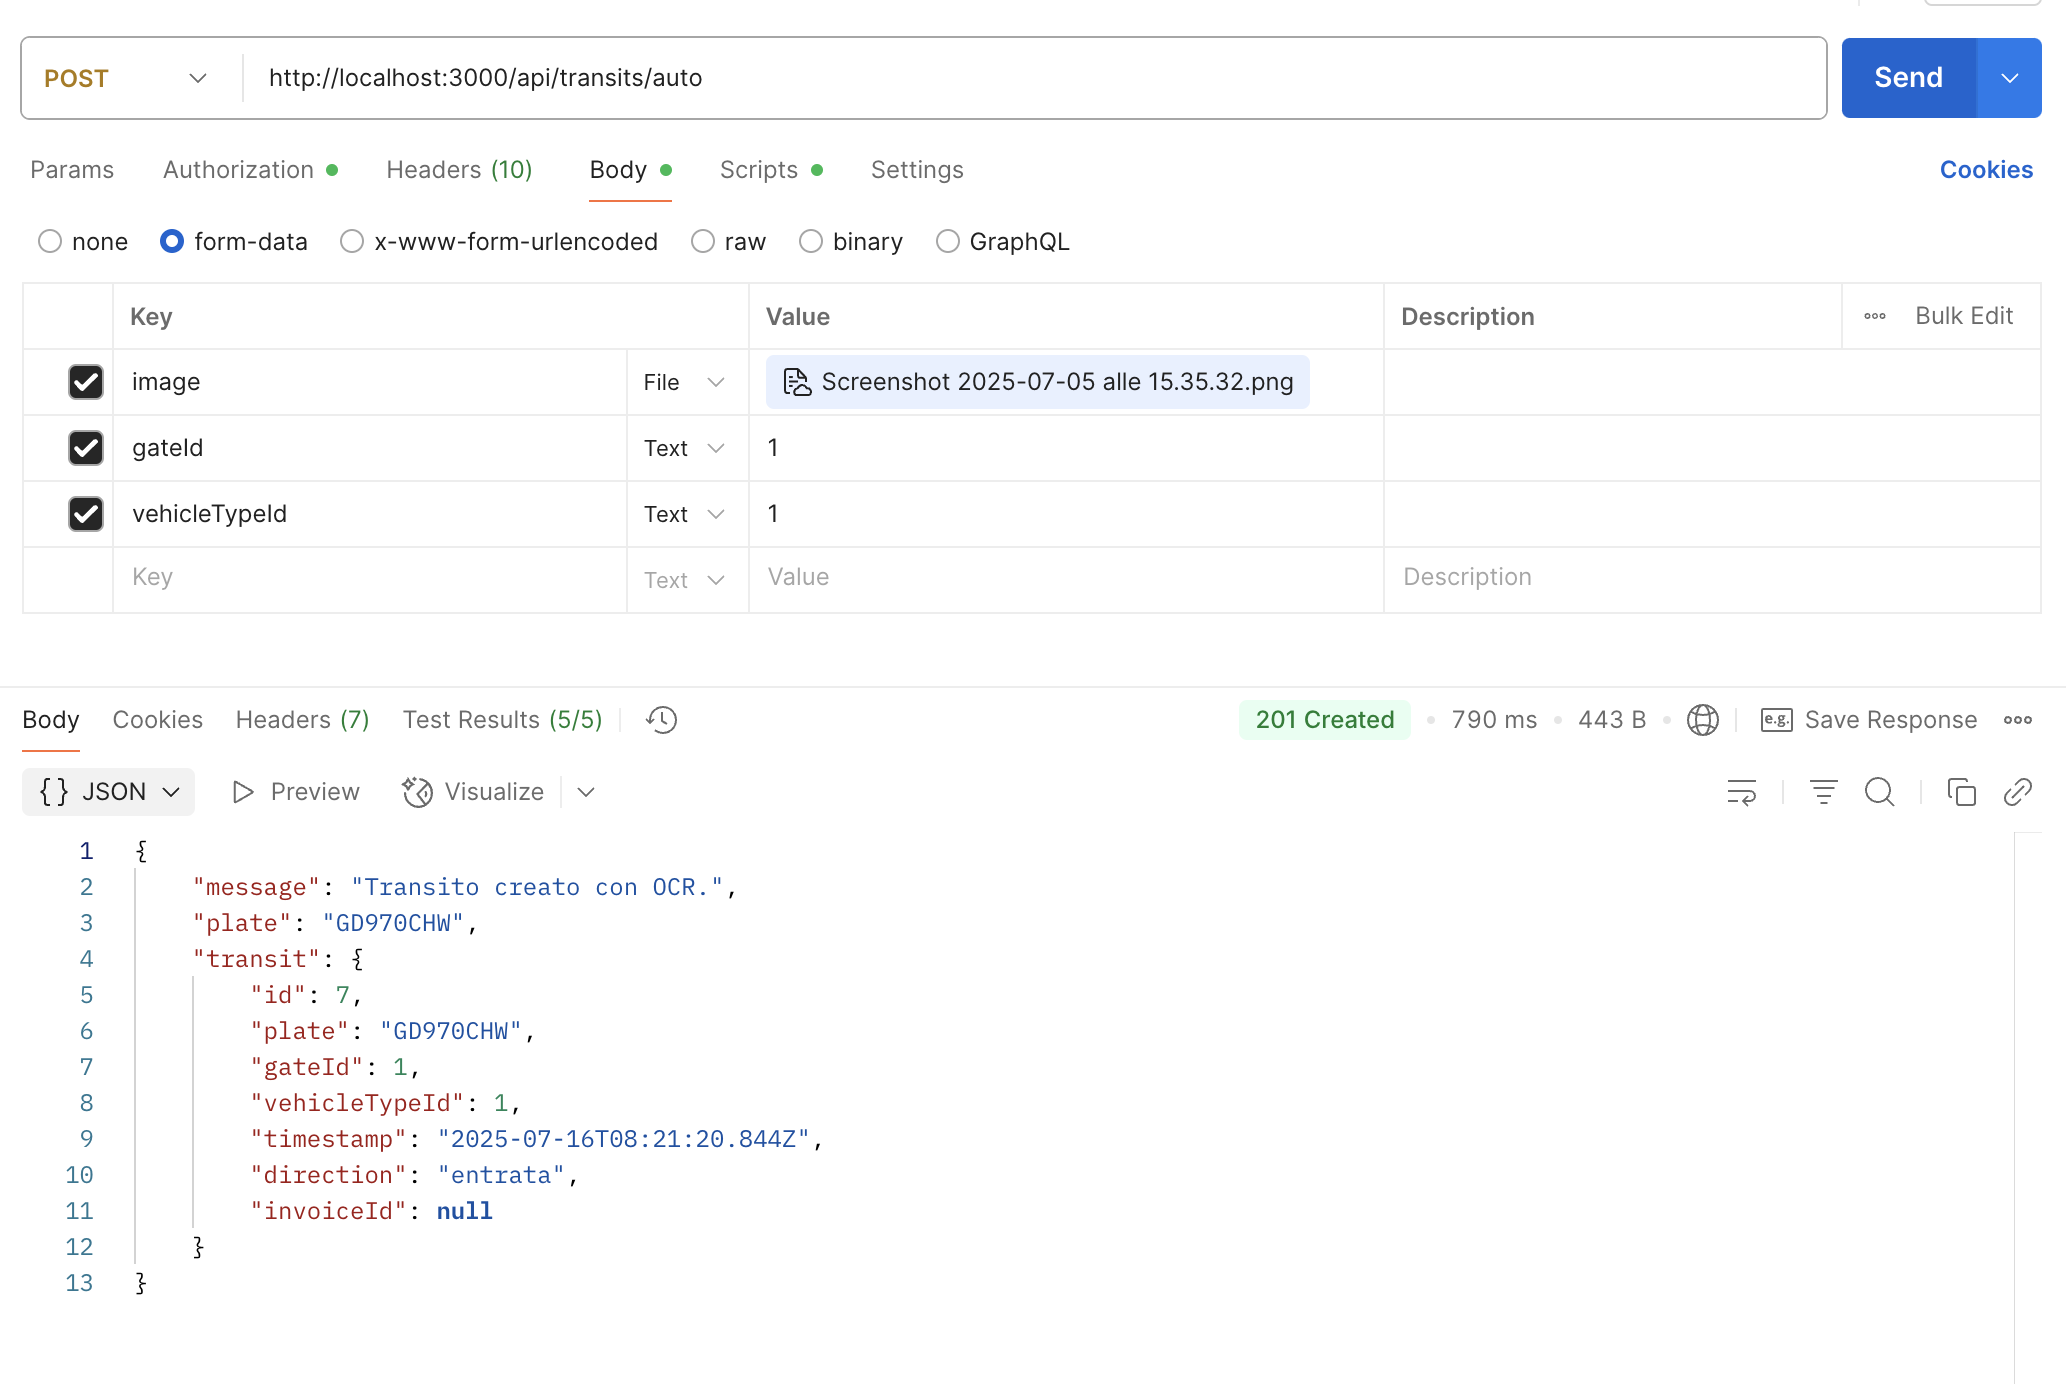 POST http://localhost:3000/api/transits/auto Send
Params Authorization Headers (10) Body Scripts Settings Cookies
none form-data x-www-form-urlencoded raw binary GraphQL
Key Value Description Bulk Edit
image File Screenshot 2025-07-05 alle 15.35.32.png
gateId Text 1
vehicleTypeId Text 1
Key Text Value Description
Body Cookies Headers (7) Test Results (5/5) 201 Created 790 ms 443 B e.g. Save Response
{} JSON Preview Visualize
1 {
2 "message": "Transito creato con OCR.",
3 "plate": "GD970CHW",
4 "transit": {
5 "id": 7,
6 "plate": "GD970CHW",
7 "gateId": 1,
8 "vehicleTypeId": 1,
9 "timestamp": "2025-07-16T08:21:20.844Z",
10 "direction": "entrata",
11 "invoiceId": null
12 }
13 }